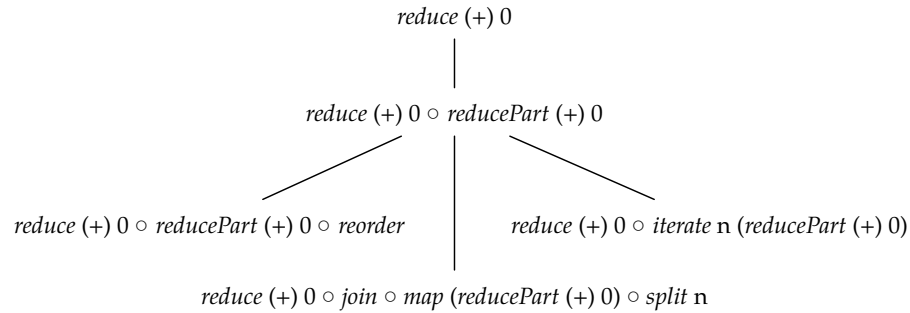 reduce (+) 0
reduce (+) 0 ○ reducePart (+) 0
reduce (+) 0 ○ reducePart (+) 0 ○ reorder
reduce (+) 0 ○ iterate n (reducePart (+) 0)
reduce (+) 0 ○ join ○ map (reducePart (+) 0) ○ split n